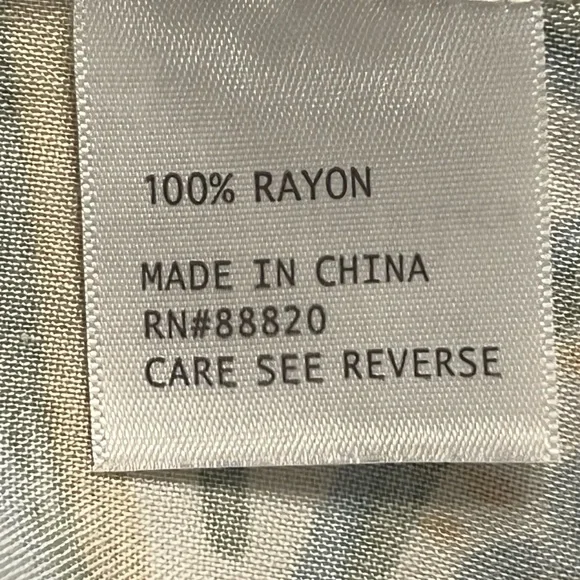 100% RAYON
MADE IN CHINA
RN#88820
CARE SEE REVERSE